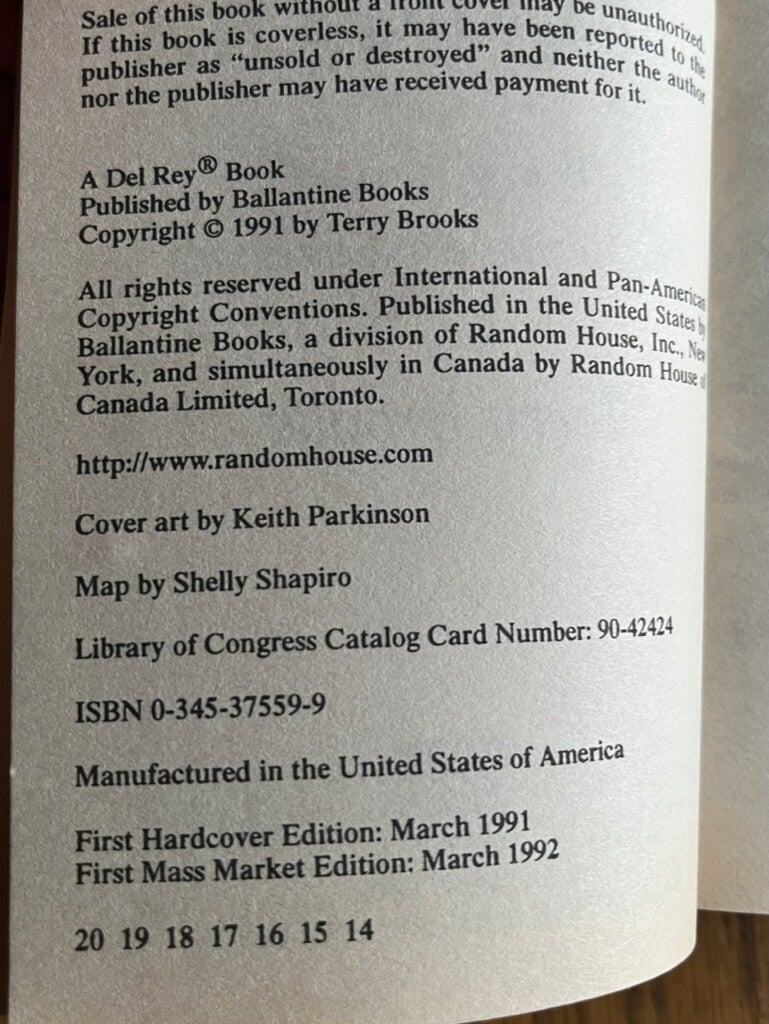 Sale of this book without a front cover may be unauthorized.
If this book is coverless, it may have been reported to the
publisher as “unsold or destroyed” and neither the author
nor the publisher may have received payment for it.
A Del Rey® Book
Published by Ballantine Books
Copyright © 1991 by Terry Brooks
All rights reserved under International and Pan-American
Copyright Conventions. Published in the United States by
Ballantine Books, a division of Random House, Inc., New
York, and simultaneously in Canada by Random House of
Canada Limited, Toronto.
http://www.randomhouse.com
Cover art by Keith Parkinson
Map by Shelly Shapiro
Library of Congress Catalog Card Number: 90-42424
ISBN 0-345-37559-9
Manufactured in the United States of America
First Hardcover Edition: March 1991
First Mass Market Edition: March 1992
20 19 18 17 16 15 14